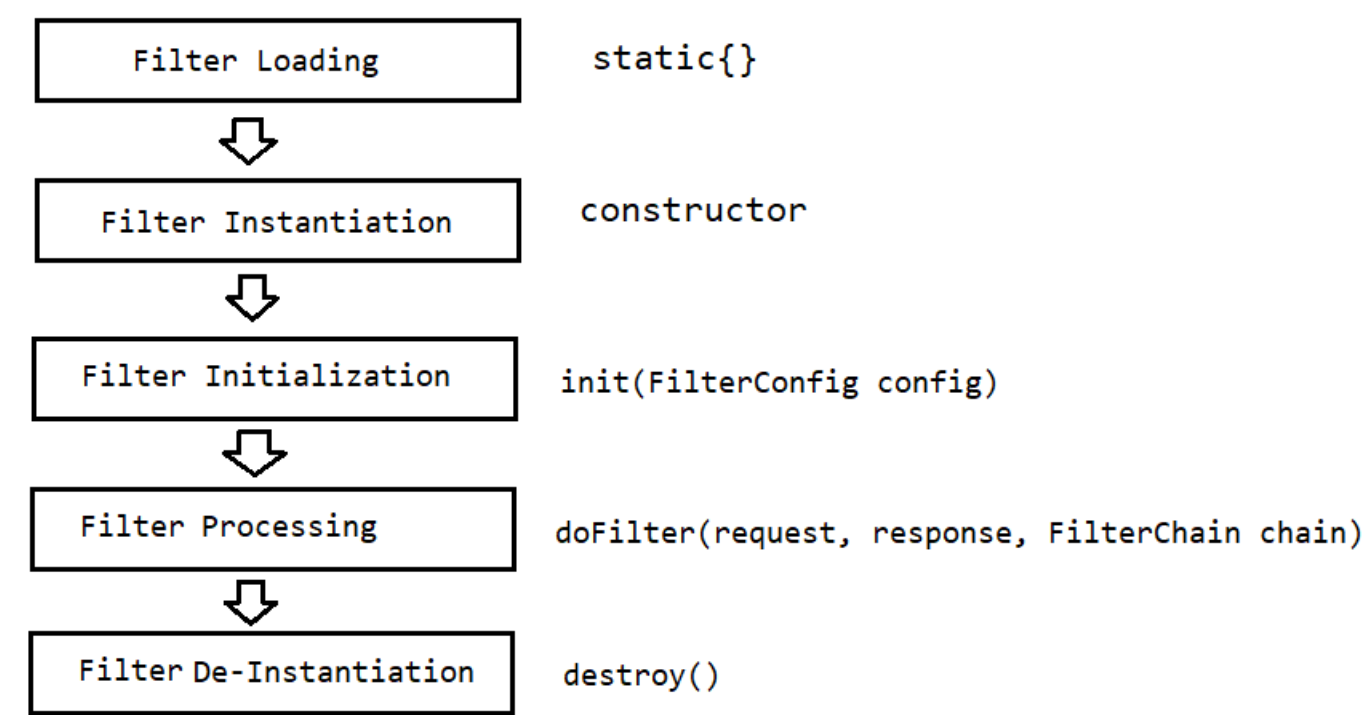 Filter Loading static{}
Filter Instantiation constructor
Filter Initialization init(FilterConfig config)
Filter Processing doFilter(request, response, FilterChain chain)
Filter De-Instantiation destroy()